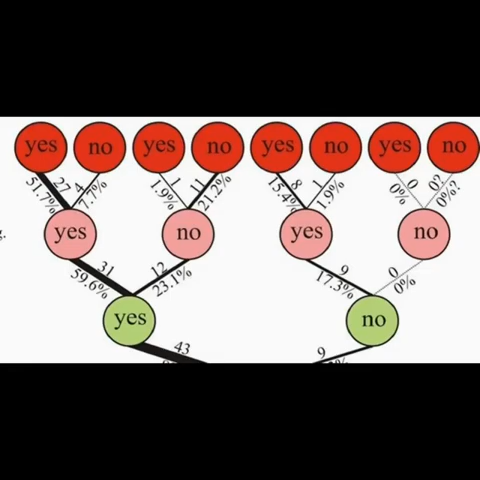 yes no yes no yes no yes no
27 4 1 11 8 1 0 0?
51.7% 7.7% 1.9% 21.2% 15.4% 1.9% 0% 0%?
yes no yes no
31 12 9 0
59.6% 23.1% 17.3% 0%
yes no
43 9